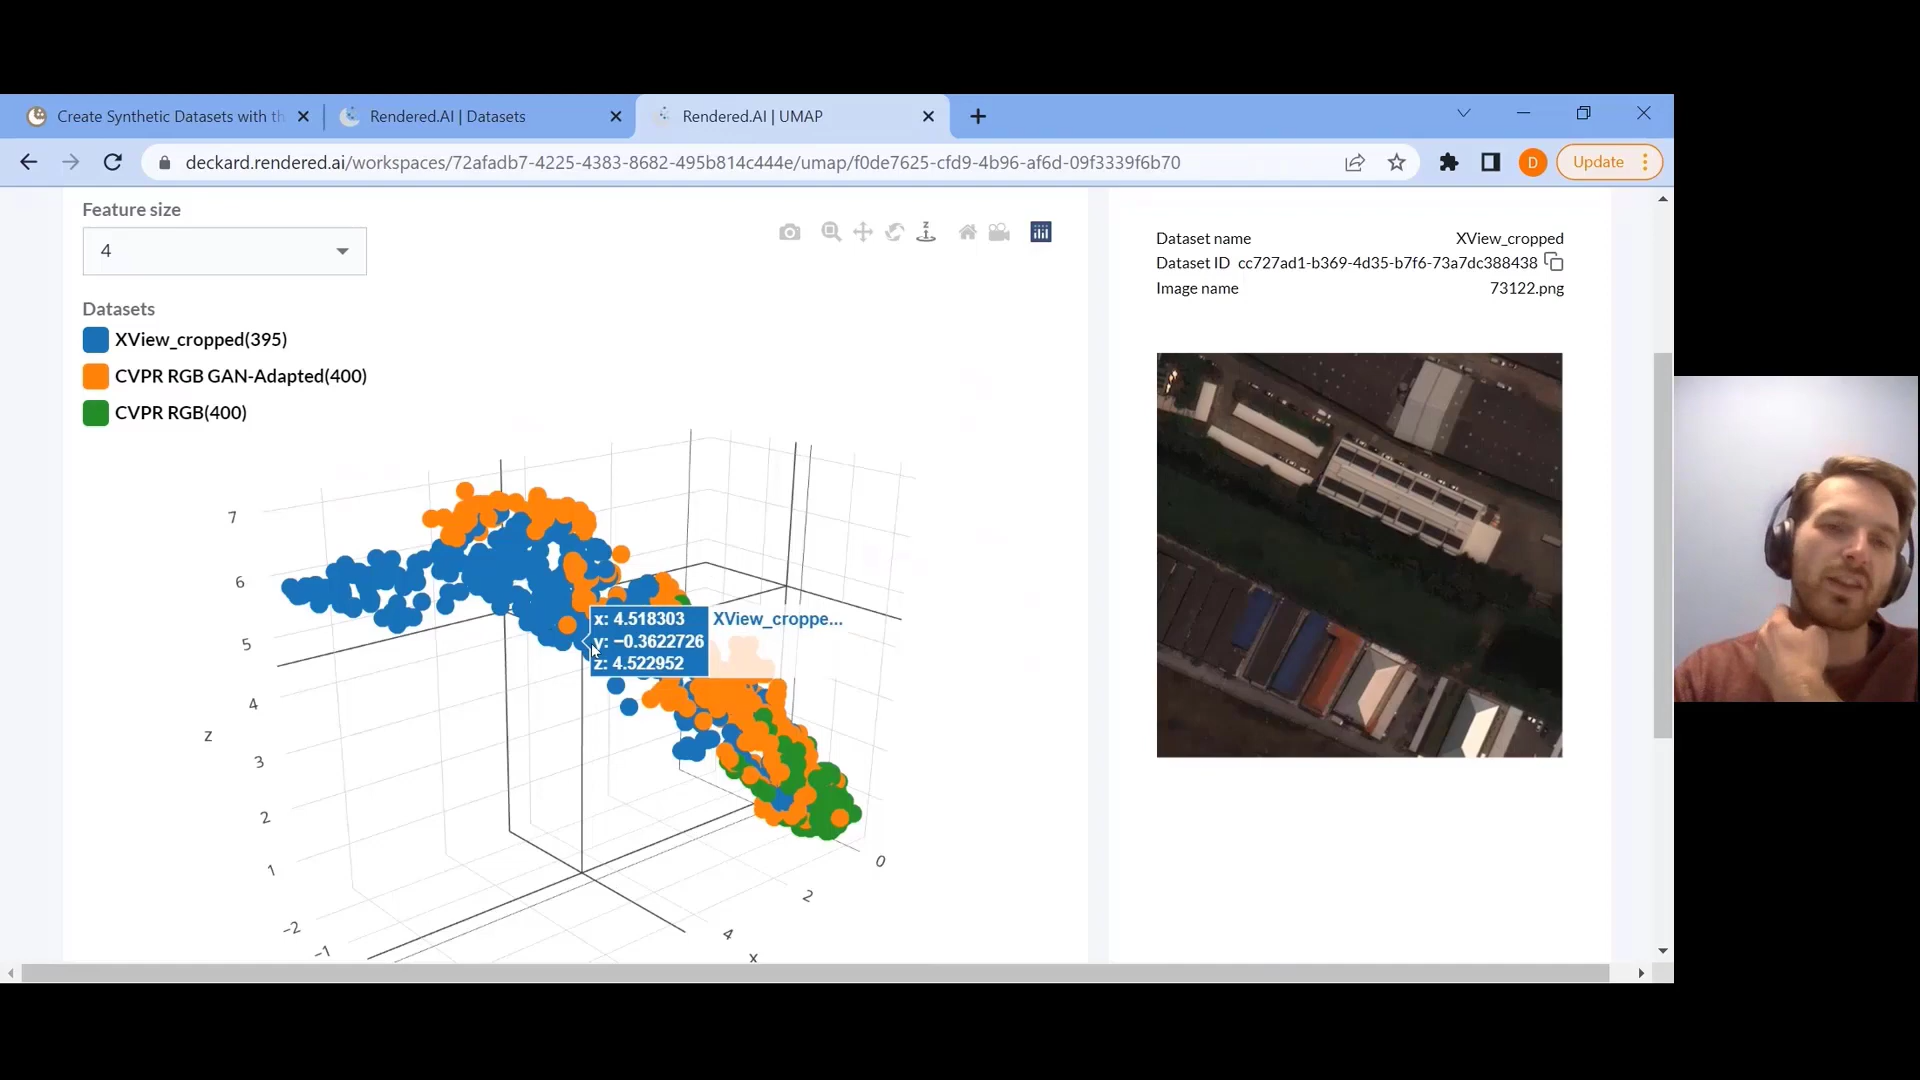 Create Synthetic Datasets with th
Rendered.AI | Datasets
Rendered.AI | UMAP
deckard.rendered.ai/workspaces/72afadb7-4225-4383-8682-495b814c444e/umap/f0de7625-cfd9-4b96-af6d-09f3339f6b70
D
Update
Feature size
4
Datasets
XView_cropped(395)
CVPR RGB GAN-Adapted(400)
CVPR RGB(400)
z
Dataset name XView_cropped
Dataset ID cc727ad1-b369-4d35-b7f6-73a7dc388438
Image name 73122.png
7
6
5
4
3
2
1
z
x: 4.518303
y: −0.3622726
z: 4.522952
XView_croppe...
−2
−1
0
2
4
x